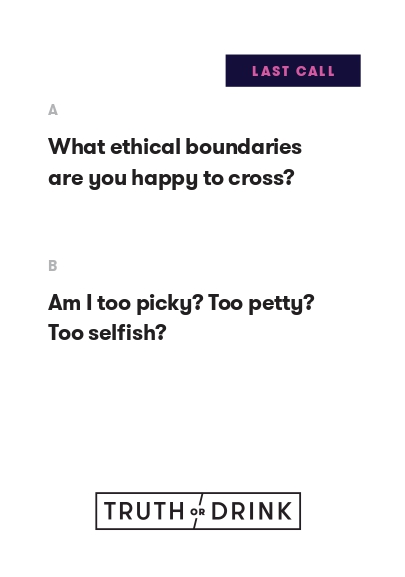 LAST CALL
A
What ethical boundaries
are you happy to cross?
B
Am I too picky? Too petty?
Too selfish?
TRUTH OR DRINK